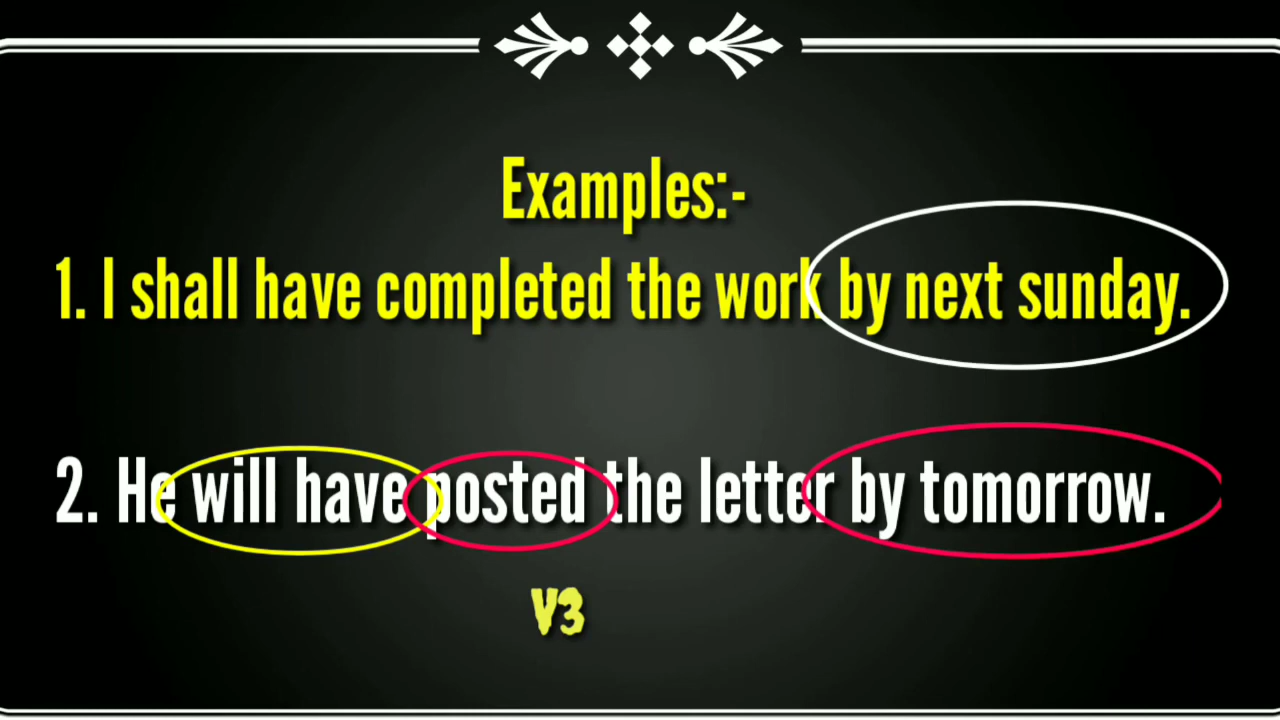 Examples:-
1. I shall have completed the work by next sunday.
2. He will have posted the letter by tomorrow.
V3